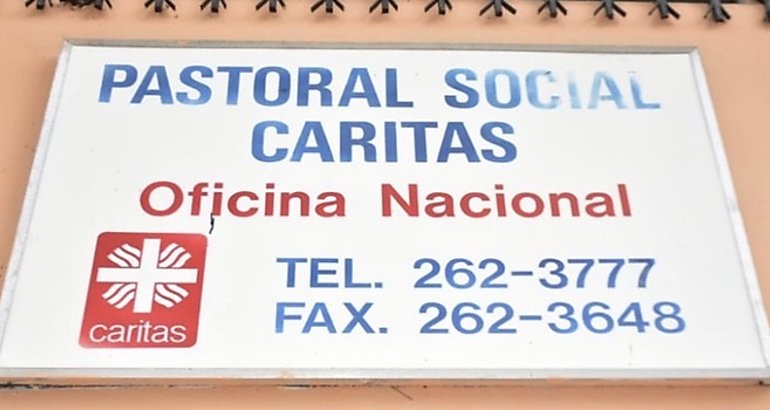 PASTORAL SOCIAL
CARITAS
Oficina Nacional
TEL. 262-3777
FAX. 262-3648
caritas